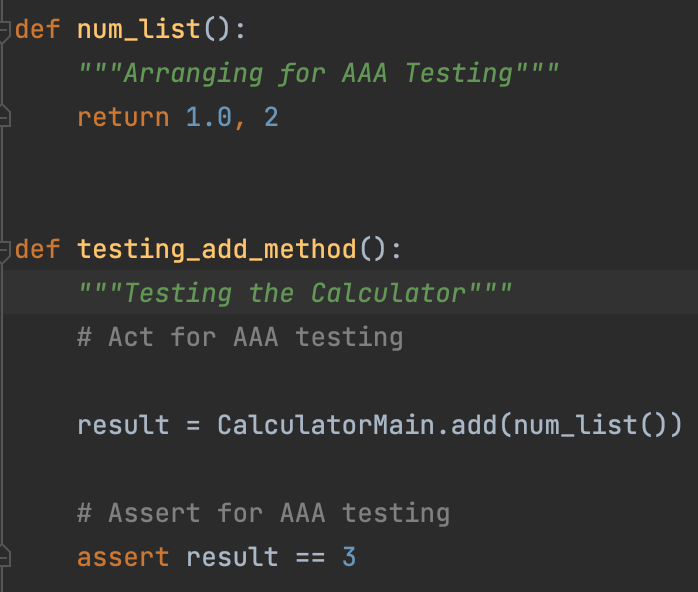 def num_list():
    """Arranging for AAA Testing"""
    return 1.0, 2
def testing_add_method():
    """Testing the Calculator"""
    # Act for AAA testing
    result = CalculatorMain.add(num_list())
    # Assert for AAA testing
    assert result == 3